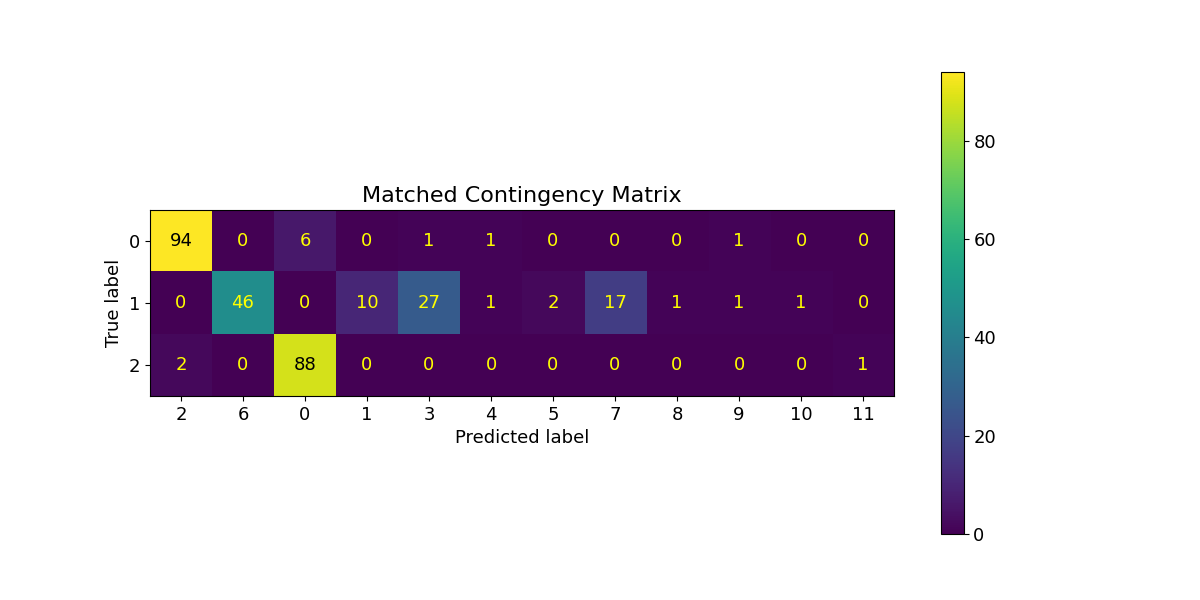 Matched Contingency Matrix
80
60
40
20
0
True label
0 94 0 6 0 1 1 0 0 0 1 0 0
1 0 46 0 10 27 1 2 17 1 1 1 0
2 2 0 88 0 0 0 0 0 0 0 0 1
2 6 0 1 3 4 5 7 8 9 10 11
Predicted label